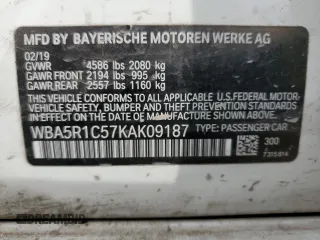 MFD BY BAYERISCHE MOTOREN WERKE AG
02/19
GVWR 4586 lbs 2080 kg
GAWR FRONT 2194 lbs 995 kg
GAWR REAR 2557 lbs 1160 kg
THIS VEHICLE CONFORMS TO ALL APPLICABLE U.S. FEDERAL MOTOR
VEHICLE SAFETY, BUMPER, AND THEFT PREVENTION STANDARDS IN EFFECT
ON THE DATE OF MANUFACTURE SHOWN ABOVE.
WBA5R1C57KAK09187 TYPE: PASSENGER CAR
300
7315814